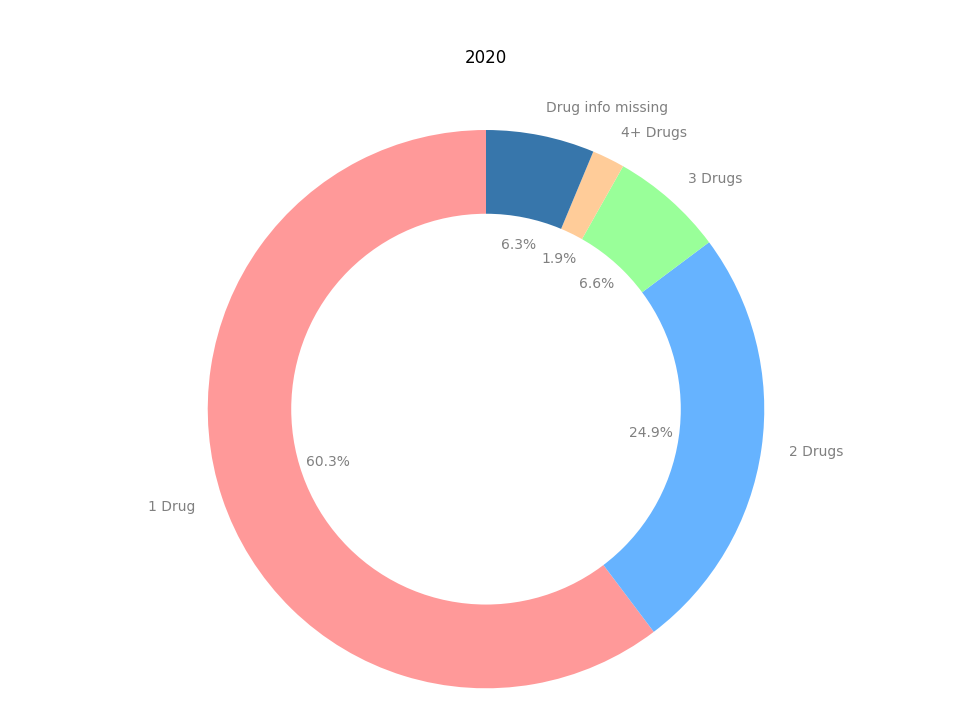 2020
Drug info missing
4+ Drugs
3 Drugs
6.3%
1.9%
6.6%
24.9%
2 Drugs
60.3%
1 Drug